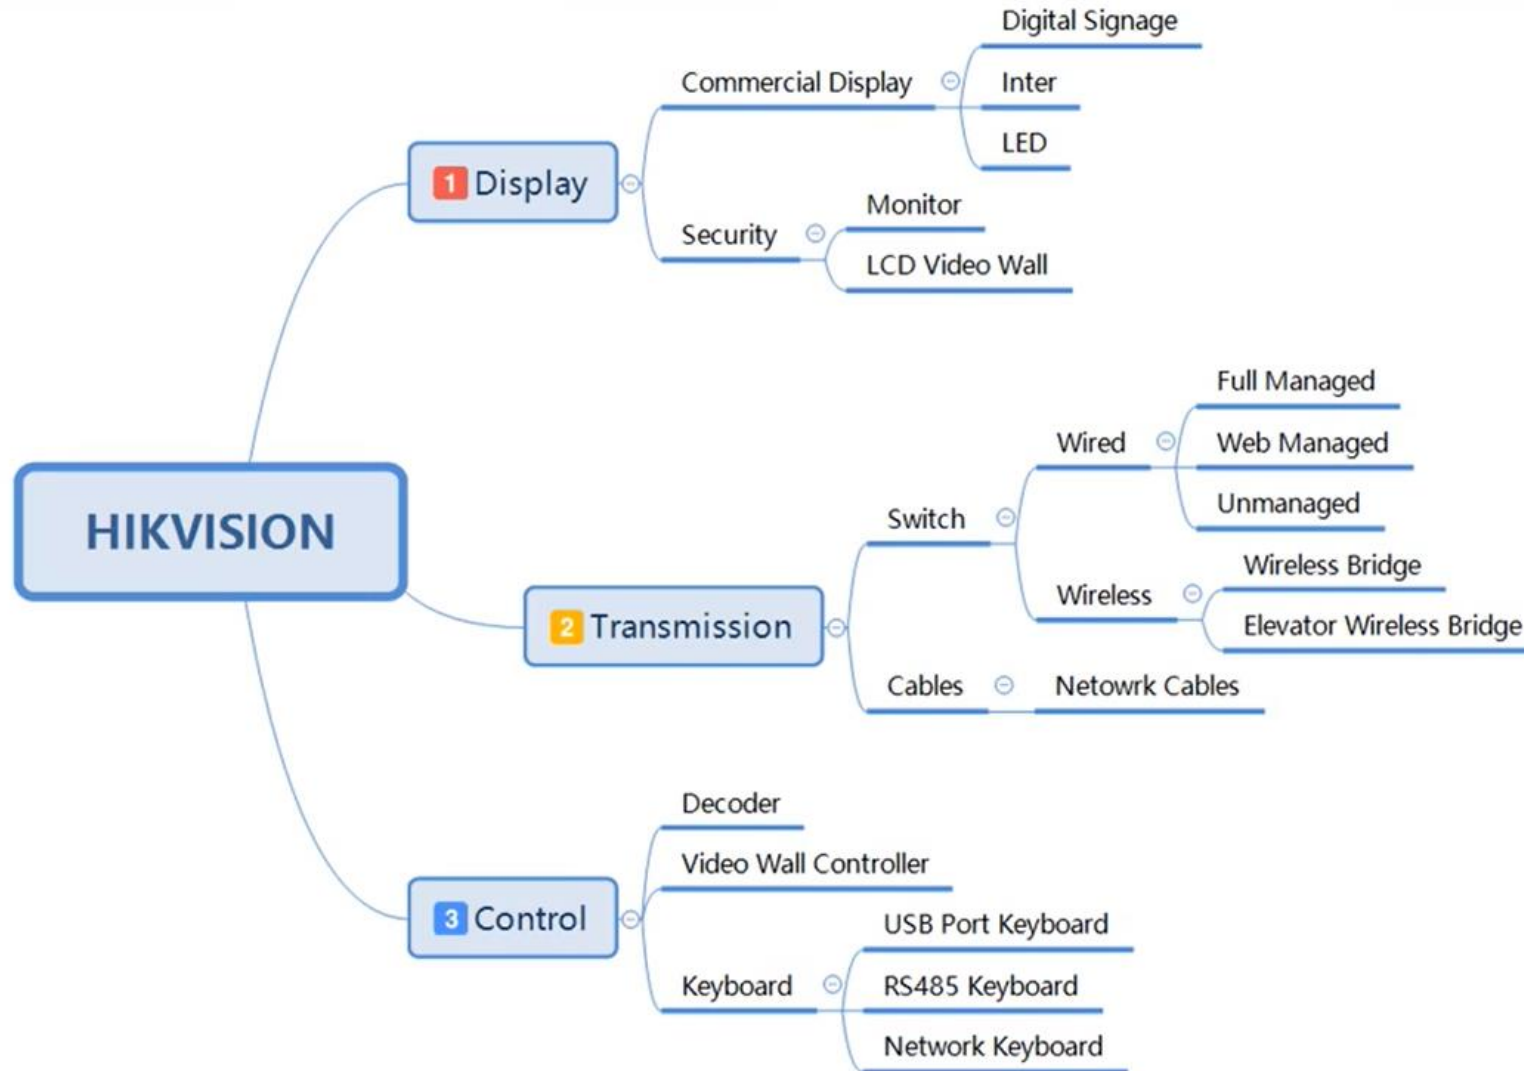 Digital Signage
Commercial Display
Inter
LED
1 Display
Monitor
Security
LCD Video Wall
Full Managed
Wired
Web Managed
Unmanaged
Switch
HIKVISION
Wireless Bridge
Wireless
Elevator Wireless Bridge
2 Transmission
Cables
Netowrk Cables
Decoder
Video Wall Controller
3 Control
USB Port Keyboard
Keyboard
RS485 Keyboard
Network Keyboard